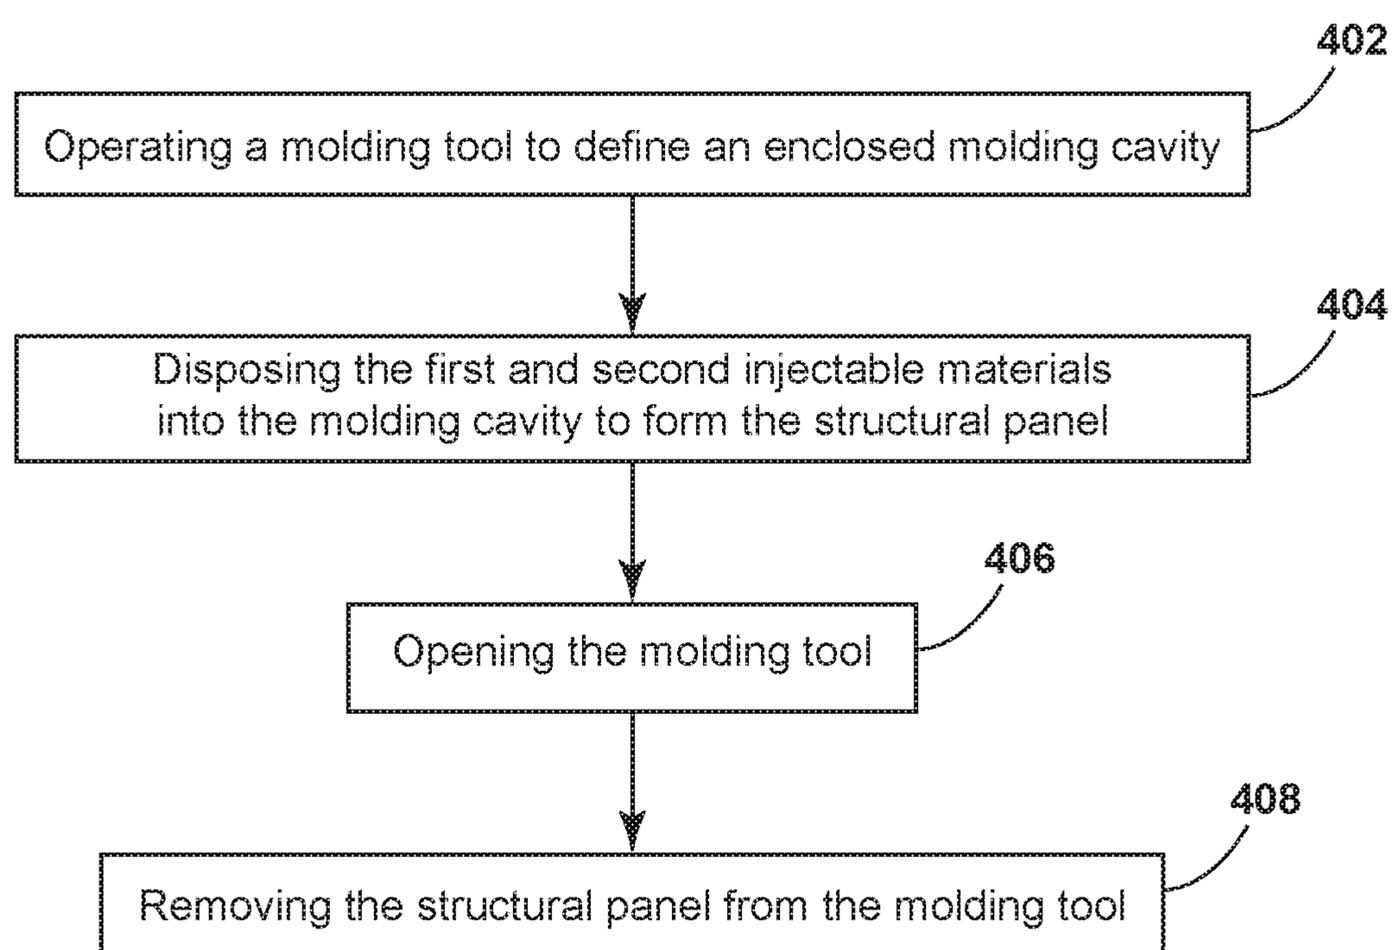 402
Operating a molding tool to define an enclosed molding cavity
404
Disposing the first and second injectable materials
into the molding cavity to form the structural panel
406
Opening the molding tool
408
Removing the structural panel from the molding tool